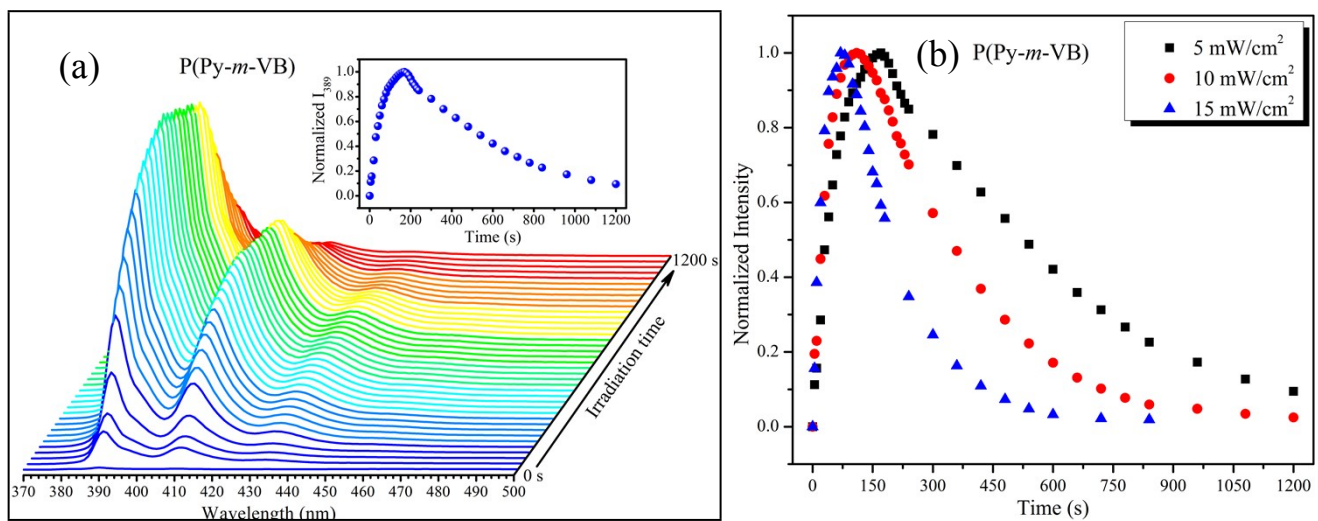 (a)
P(Py-m-VB)
Normalized I389
1.0
0.8
0.6
0.4
0.2
0.0
0 200 400 600 800 1000 1200
Time (s)
1200 s
Irradiation time
0 s
370 380 390 400 410 420 430 440 450 460 470 480 490 500
Wavelength (nm)
(b)
P(Py-m-VB)
5 mW/cm²
10 mW/cm²
15 mW/cm²
Normalized Intensity
1.0
0.8
0.6
0.4
0.2
0.0
0 150 300 450 600 750 900 1050 1200
Time (s)